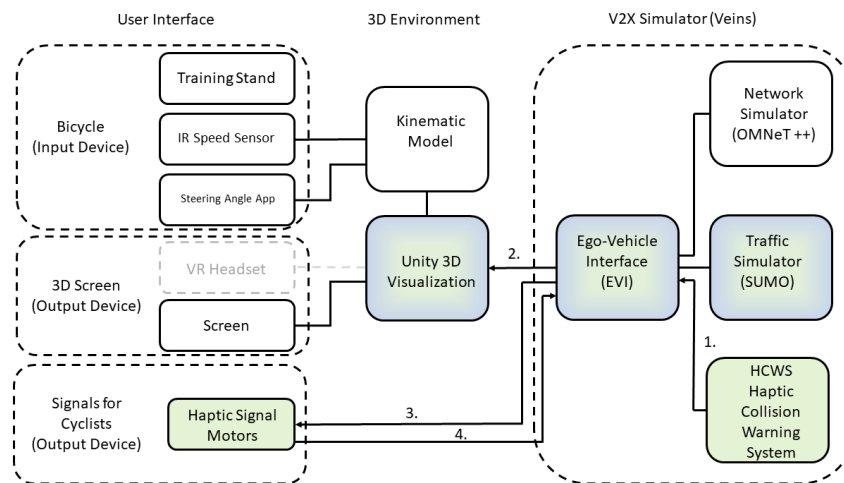 User Interface
3D Environment
V2X Simulator (Veins)
Training Stand
Bicycle
(Input Device)
IR Speed Sensor
Steering Angle App
Kinematic
Model
Network
Simulator
(OMNeT ++)
VR Headset
3D Screen
(Output Device)
Screen
Unity 3D
Visualization
2.
Ego-Vehicle
Interface
(EVI)
Traffic
Simulator
(SUMO)
1.
Signals for
Cyclists
(Output Device)
Haptic Signal
Motors
3.
4.
HCWS
Haptic
Collision
Warning
System